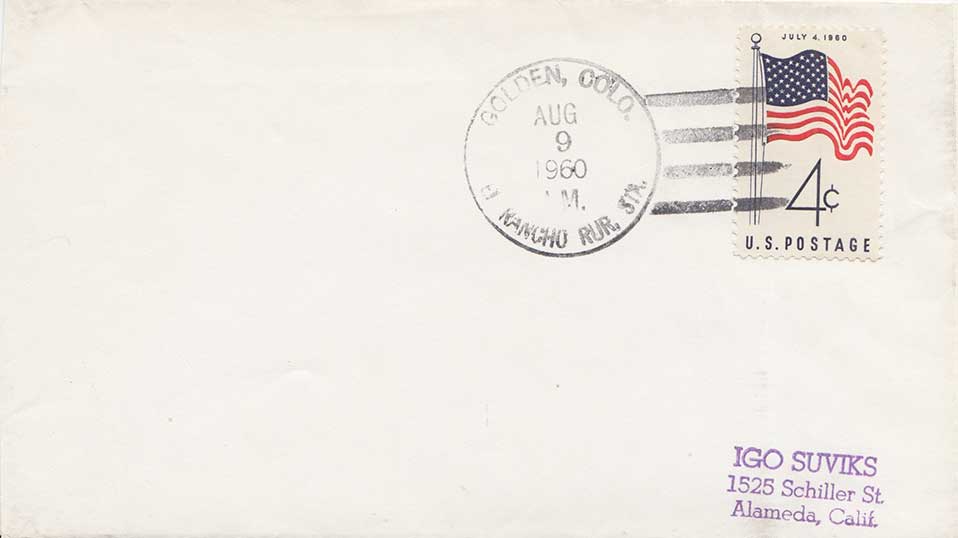 JULY 4, 1960
4¢
U.S. POSTAGE
GOLDEN, COLO.
AUG
9
1960
.M.
El RANCHO RUR. STA.
IGO SUVIKS
1525 Schiller St.
Alameda, Calif.